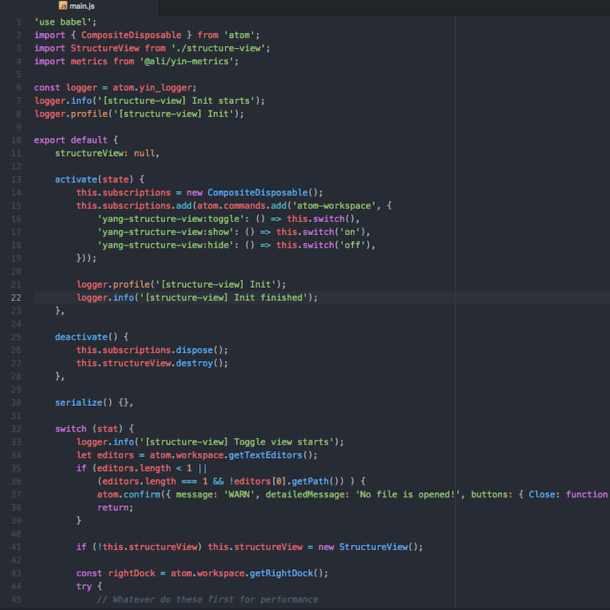 main.js
1 'use babel';
2 import { CompositeDisposable } from 'atom';
3 import StructureView from './structure-view';
4 import metrics from '@ali/yin-metrics';
5
6 const logger = atom.yin_logger;
7 logger.info('[structure-view] Init starts');
8 logger.profile('[structure-view] Init');
9
10 export default {
11     structureView: null,
12
13     activate(state) {
14         this.subscriptions = new CompositeDisposable();
15         this.subscriptions.add(atom.commands.add('atom-workspace', {
16             'yang-structure-view:toggle': () => this.switch(),
17             'yang-structure-view:show': () => this.switch('on'),
18             'yang-structure-view:hide': () => this.switch('off'),
19         }));
20
21         logger.profile('[structure-view] Init');
22         logger.info('[structure-view] Init finished');
23     },
24
25     deactivate() {
26         this.subscriptions.dispose();
27         this.structureView.destroy();
28     },
29
30     serialize() {},
31
32     switch (stat) {
33         logger.info('[structure-view] Toggle view starts');
34         let editors = atom.workspace.getTextEditors();
35         if (editors.length < 1 ||
36             (editors.length === 1 && !editors[0].getPath()) ) {
37             atom.confirm({ message: 'WARN', detailedMessage: 'No file is opened!', buttons: { Close: function
38             return;
39         }
40
41         if (!this.structureView) this.structureView = new StructureView();
42
43         const rightDock = atom.workspace.getRightDock();
44         try {
45             // Whatever do these first for performance